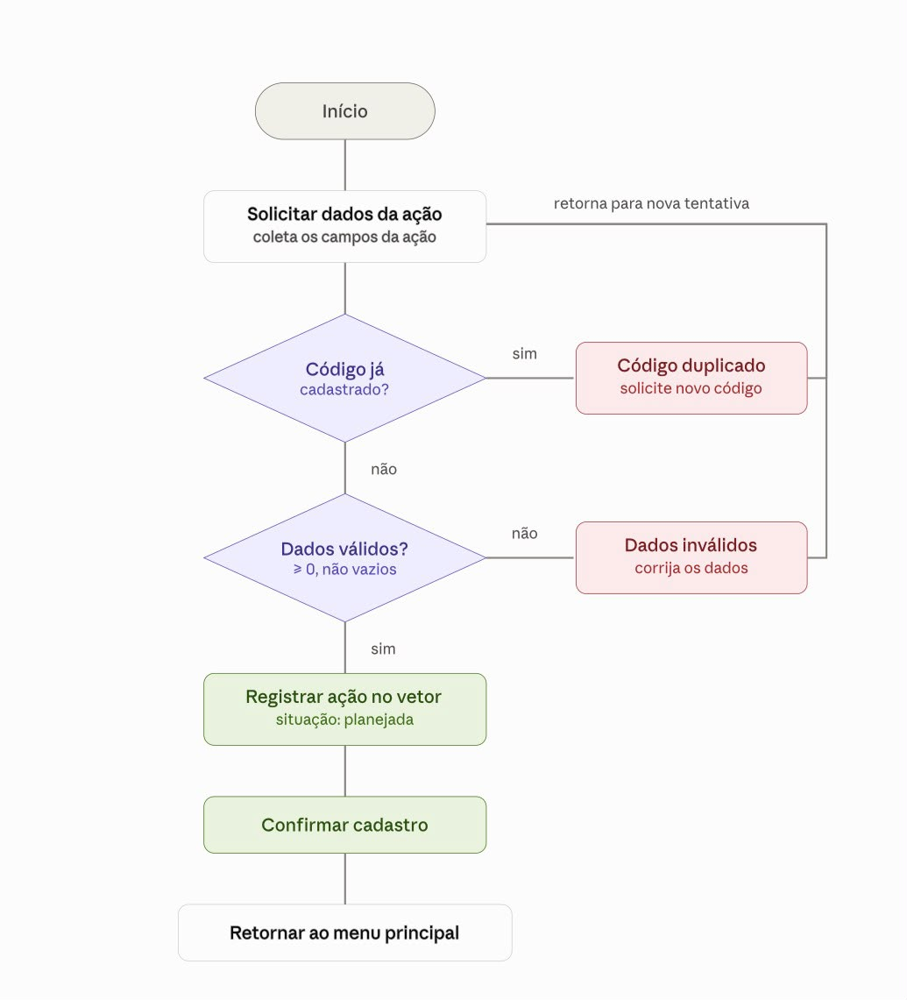 Início
Solicitar dados da ação
coleta os campos da ação
retorna para nova tentativa
Código já
cadastrado?
sim
Código duplicado
solicite novo código
não
Dados válidos?
≥ 0, não vazios
não
Dados inválidos
corrija os dados
sim
Registrar ação no vetor
situação: planejada
Confirmar cadastro
Retornar ao menu principal